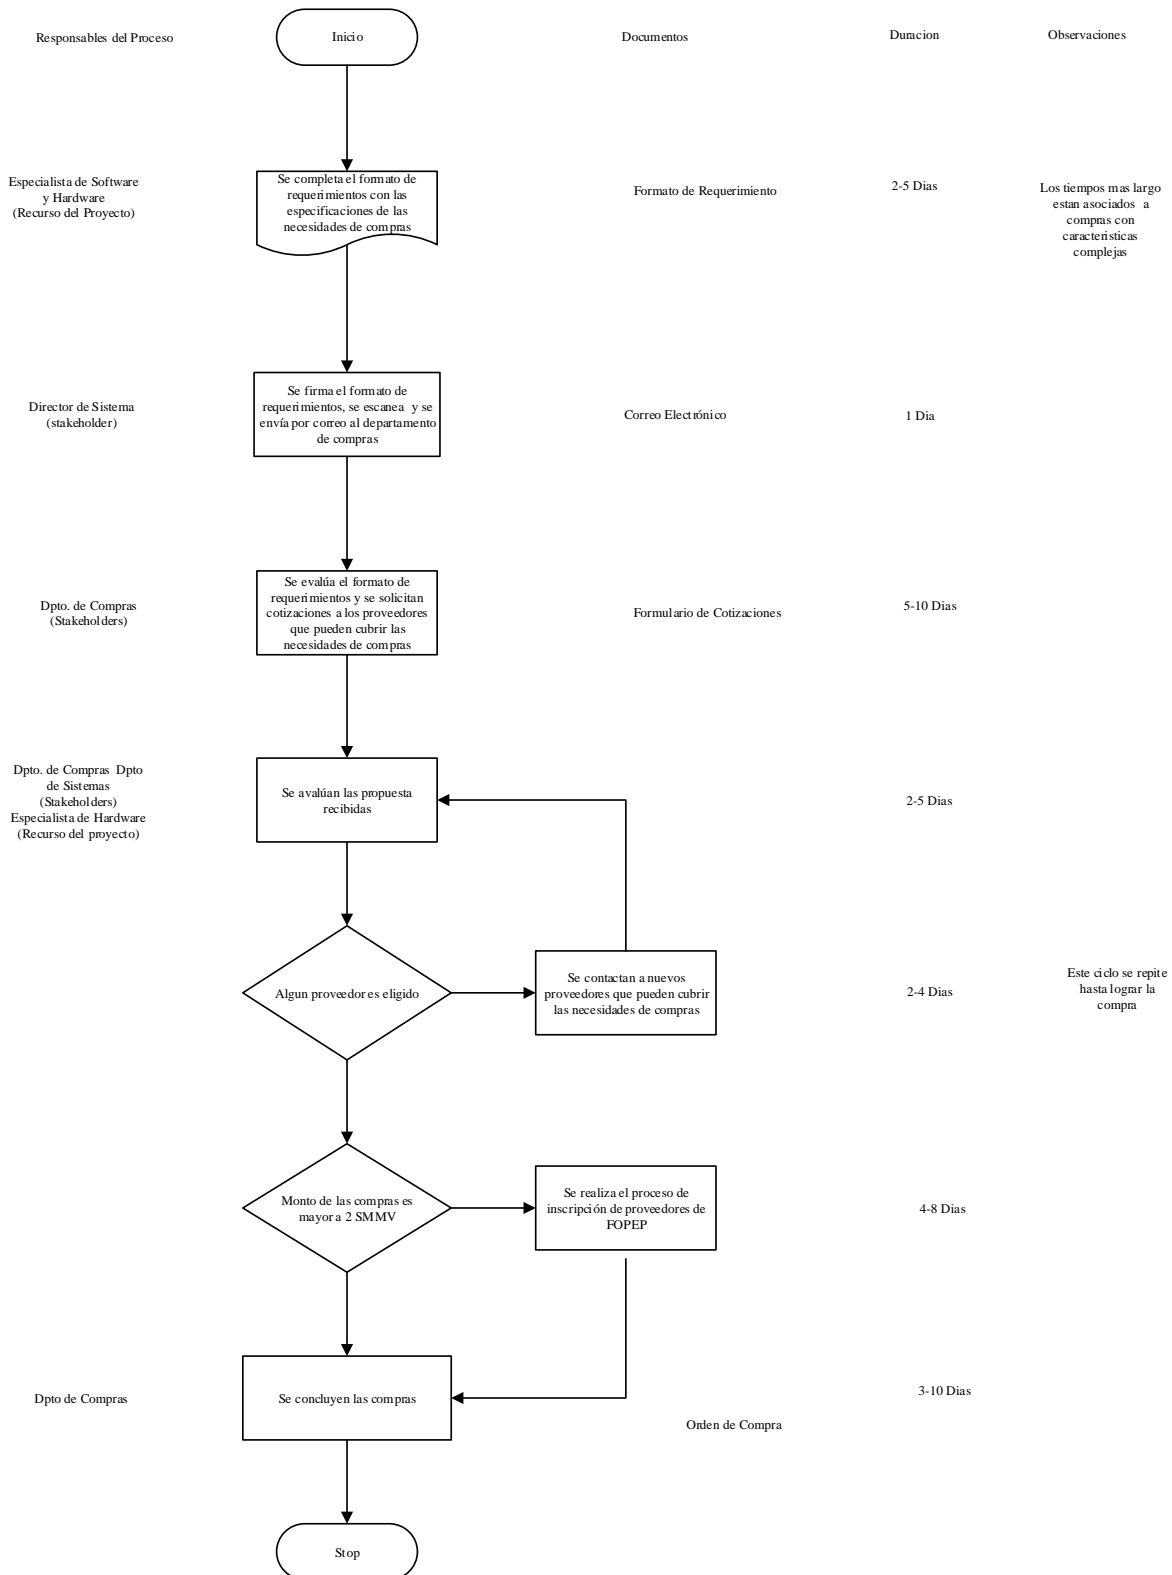 Responsables del Proceso
Inicio
Documentos
Duracion
Observaciones
Especialista de Software
y Hardware
(Recurso del Proyecto)
Se completa el formato de
requerimientos con las
especificaciones de las
necesidades de compras
Formato de Requerimiento
2-5 Dias
Los tiempos mas largo
estan asociados a
compras con
caracteristicas
complejas
Director de Sistema
(stakeholder)
Se firma el formato de
requerimientos, se escanea y se
envía por correo al departamento
de compras
Correo Electrónico
1 Dia
Dpto. de Compras
(Stakeholders)
Se evalúa el formato de
requerimientos y se solicitan
cotizaciones a los proveedores
que pueden cubrir las
necesidades de compras
Formulario de Cotizaciones
5-10 Dias
Dpto. de Compras Dpto
de Sistemas
(Stakeholders)
Especialista de Hardware
(Recurso del proyecto)
Se avalúan las propuesta
recibidas
2-5 Dias
Algun proveedor es eligido
Se contactan a nuevos
proveedores que pueden cubrir
las necesidades de compras
2-4 Dias
Este ciclo se repite
hasta lograr la
compra
Monto de las compras es
mayor a 2 SMMV
Se realiza el proceso de
inscripción de proveedores de
FOPEP
4-8 Dias
Dpto de Compras
Se concluyen las compras
Orden de Compra
3-10 Dias
Stop